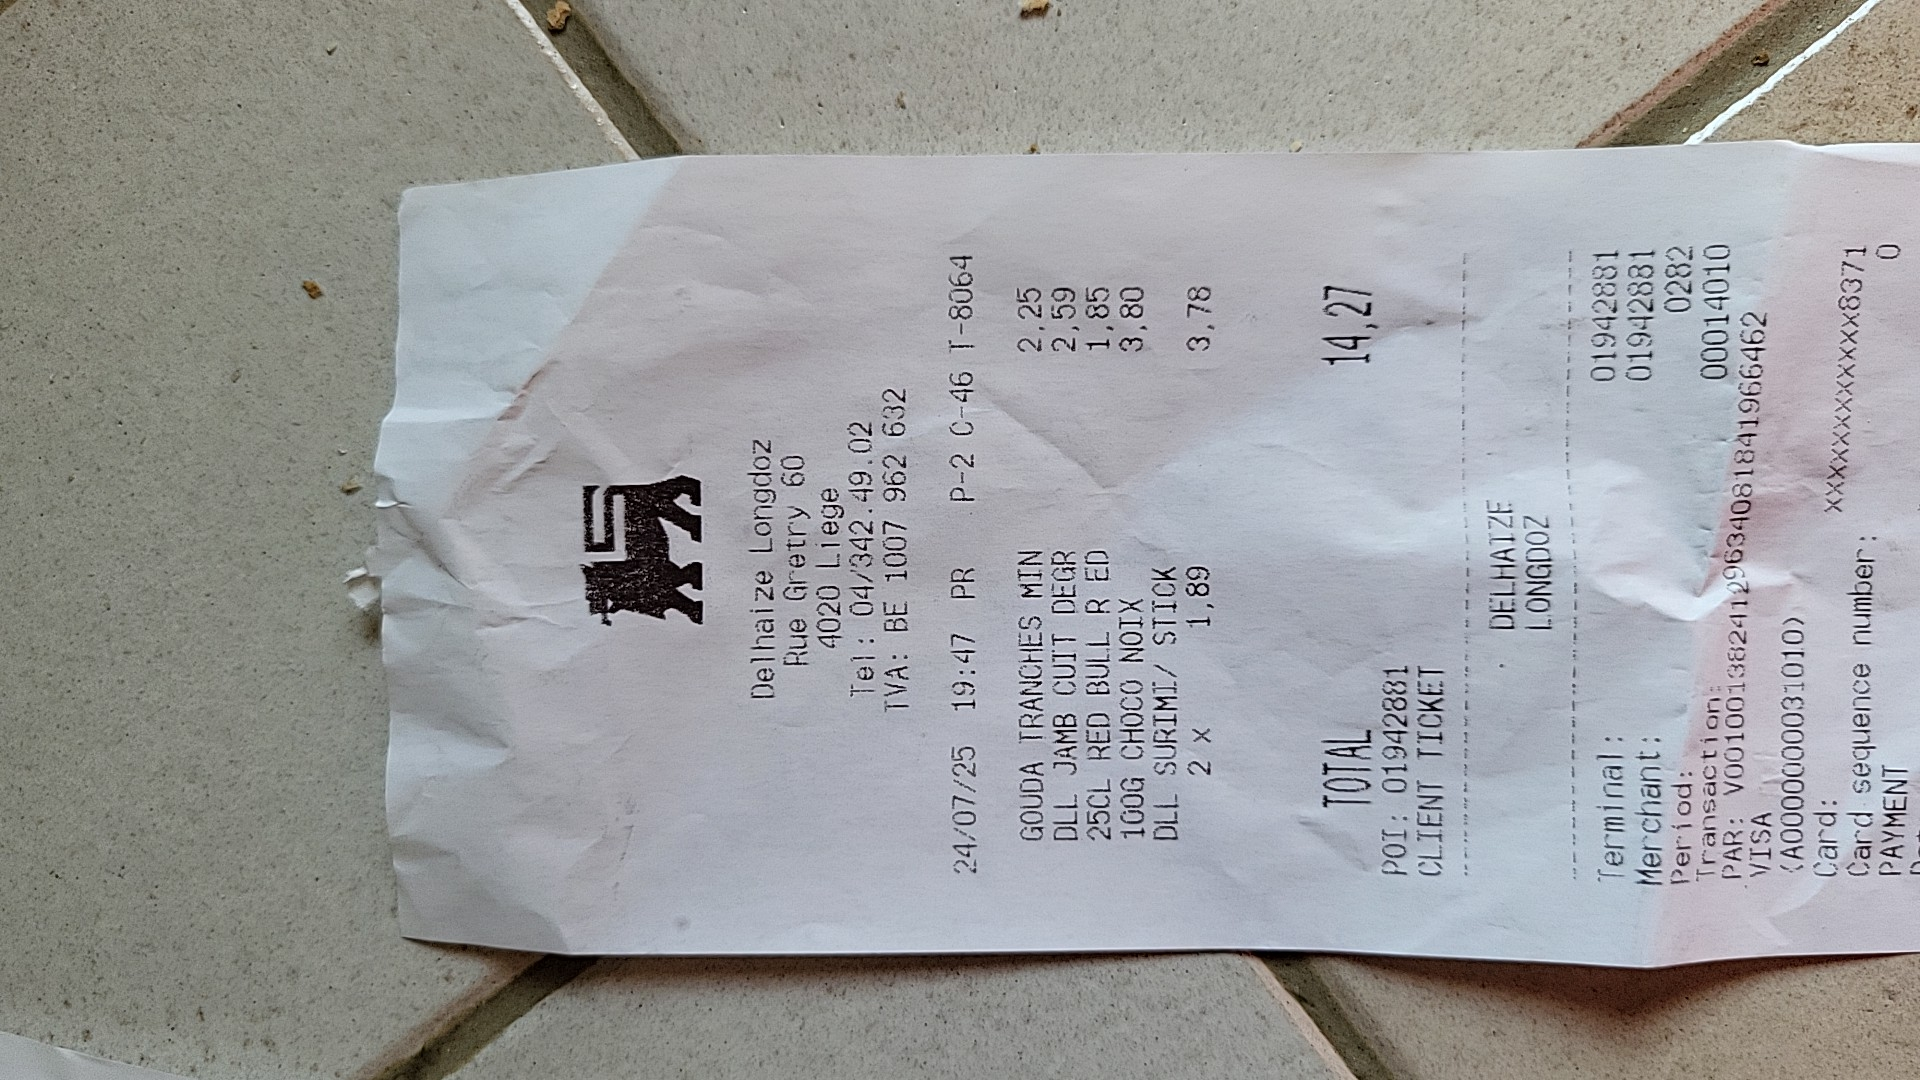 Delhaize Longdoz
Rue Gretry 60
4020 Liege
Tel: 04/342.49.02
TVA: BE 1007 962 632
24/07/25 19:47 PR P-2 C-46 T-8064
GOUDA TRANCHES MIN 2,25
DLL JAMB CUIT DEGR 2,59
25CL RED BULL R ED 1,85
100G CHOCO NOIX 3,80
DLL SURIMI/ STICK
2 x 1,89 3,78
TOTAL 14,27
POI: 01942881
CLIENT TICKET
DELHAIZE
LONGDOZ
Terminal: 01942881
Merchant: 01942881
Period: 0282
Transaction: 00014010
PAR: V0010013824129634081841966462
VISA
(A0000000031010)
Card: xxxxxxxxxxxxxxx8371
Card sequence number: 0
PAYMENT